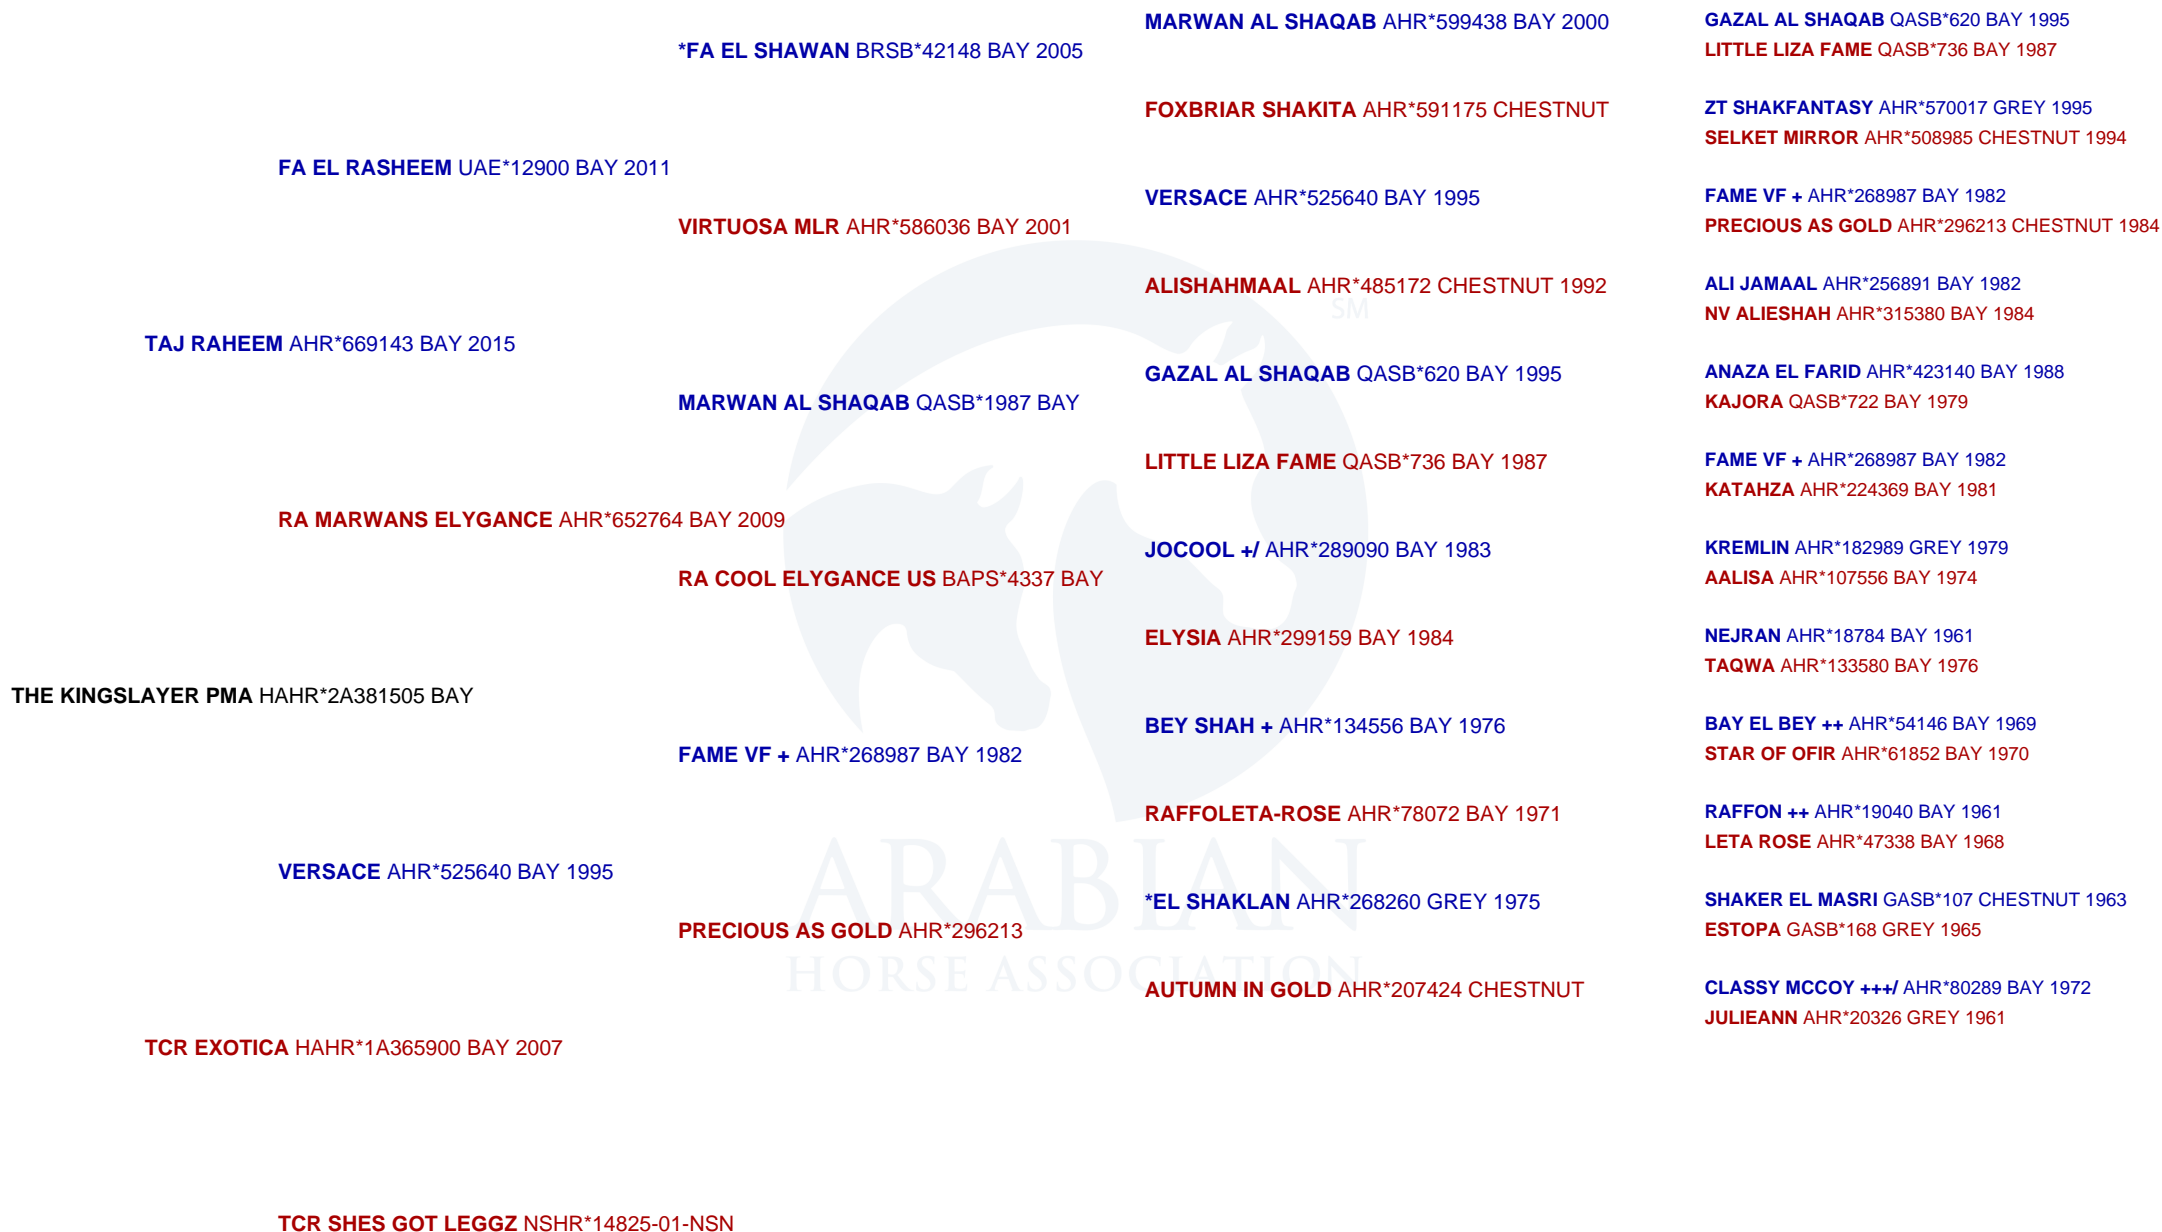 MARWAN AL SHAQAB AHR*599438 BAY 2000
GAZAL AL SHAQAB QASB*620 BAY 1995
*FA EL SHAWAN BRSB*42148 BAY 2005
LITTLE LIZA FAME QASB*736 BAY 1987
FOXBRIAR SHAKITA AHR*591175 CHESTNUT
ZT SHAKFANTASY AHR*570017 GREY 1995
SELKET MIRROR AHR*508985 CHESTNUT 1994
FA EL RASHEEM UAE*12900 BAY 2011
VERSACE AHR*525640 BAY 1995
FAME VF + AHR*268987 BAY 1982
VIRTUOSA MLR AHR*586036 BAY 2001
PRECIOUS AS GOLD AHR*296213 CHESTNUT 1984
ALISHAHMAAL AHR*485172 CHESTNUT 1992
ALI JAMAAL AHR*256891 BAY 1982
SM
NV ALIESHAH AHR*315380 BAY 1984
TAJ RAHEEM AHR*669143 BAY 2015
GAZAL AL SHAQAB QASB*620 BAY 1995
ANAZA EL FARID AHR*423140 BAY 1988
MARWAN AL SHAQAB QASB*1987 BAY
KAJORA QASB*722 BAY 1979
LITTLE LIZA FAME QASB*736 BAY 1987
FAME VF + AHR*268987 BAY 1982
KATAHZA AHR*224369 BAY 1981
RA MARWANS ELYGANCE AHR*652764 BAY 2009
JOCOOL +/ AHR*289090 BAY 1983
KREMLIN AHR*182989 GREY 1979
RA COOL ELYGANCE US BAPS*4337 BAY
AALISA AHR*107556 BAY 1974
ELYSIA AHR*299159 BAY 1984
NEJRAN AHR*18784 BAY 1961
TAQWA AHR*133580 BAY 1976
THE KINGSLAYER PMA HAHR*2A381505 BAY
BEY SHAH + AHR*134556 BAY 1976
BAY EL BEY ++ AHR*54146 BAY 1969
FAME VF + AHR*268987 BAY 1982
STAR OF OFIR AHR*61852 BAY 1970
RAFFOLETA-ROSE AHR*78072 BAY 1971
RAFFON ++ AHR*19040 BAY 1961
LETA ROSE AHR*47338 BAY 1968
ARABIAN
VERSACE AHR*525640 BAY 1995
*EL SHAKLAN AHR*268260 GREY 1975
SHAKER EL MASRI GASB*107 CHESTNUT 1963
PRECIOUS AS GOLD AHR*296213
ESTOPA GASB*168 GREY 1965
HORSE ASSOCIATION
AUTUMN IN GOLD AHR*207424 CHESTNUT
CLASSY MCCOY +++/ AHR*80289 BAY 1972
JULIEANN AHR*20326 GREY 1961
TCR EXOTICA HAHR*1A365900 BAY 2007
TCR SHES GOT LEGGZ NSHR*14825-01-NSN